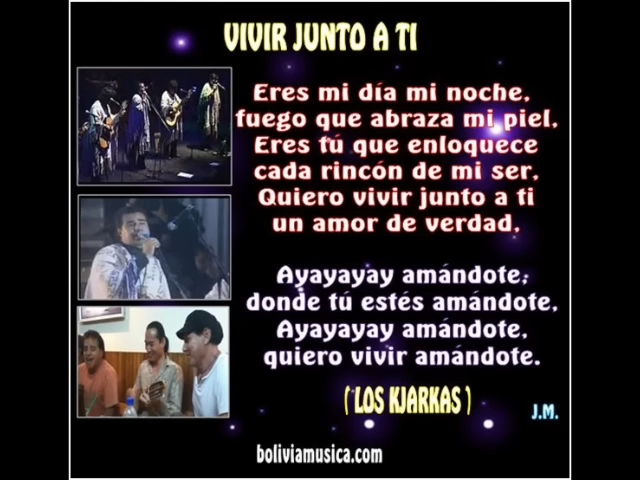 VIVIR JUNTO A TI
Eres mi día mi noche,
fuego que abraza mi piel,
Eres tú que enloquece
cada rincón de mi ser,
Quiero vivir junto a ti
un amor de verdad,
Ayayayay amándote;
donde tú estés amándote,
Ayayayay amándote,
quiero vivir amándote.
( LOS KJARKAS )
J.M.
boliviamusica.com